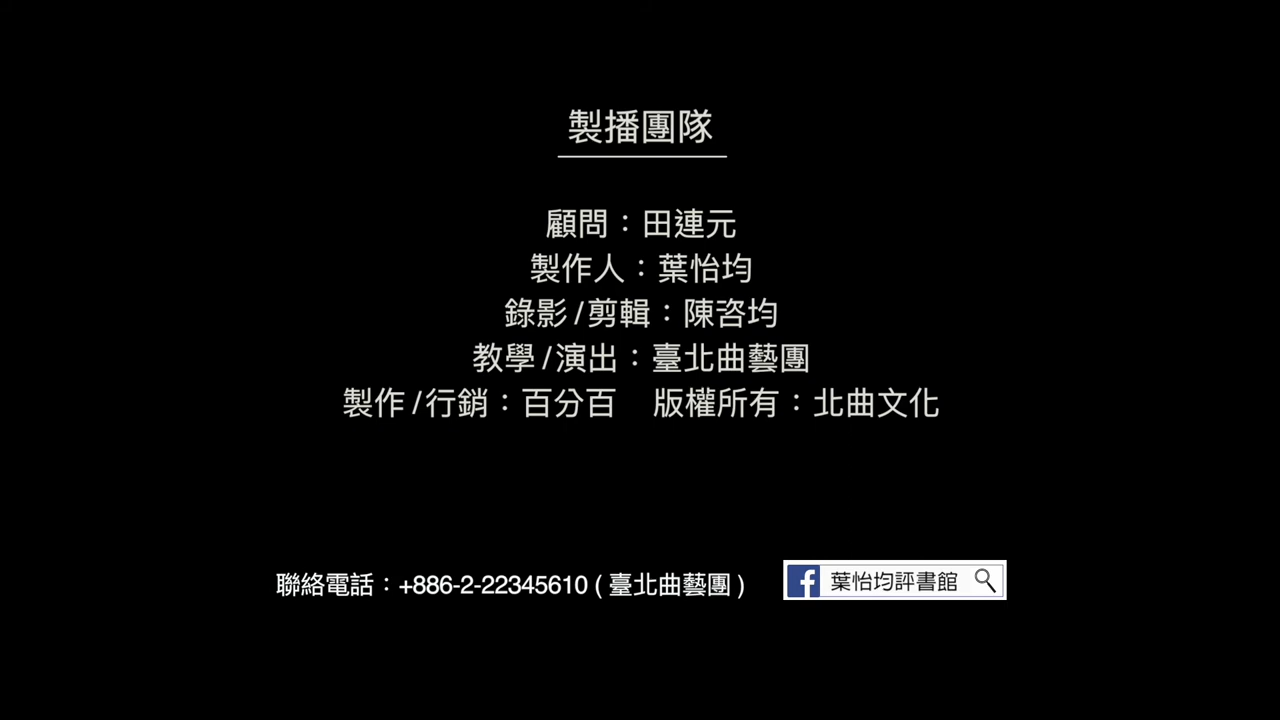 製播團隊
顧問：田連元
製作人：葉怡均
錄影/剪輯：陳咨均
教學/演出：臺北曲藝團
製作/行銷：百分百　版權所有：北曲文化
聯絡電話：+886-2-22345610 ( 臺北曲藝團 )
f 葉怡均評書館